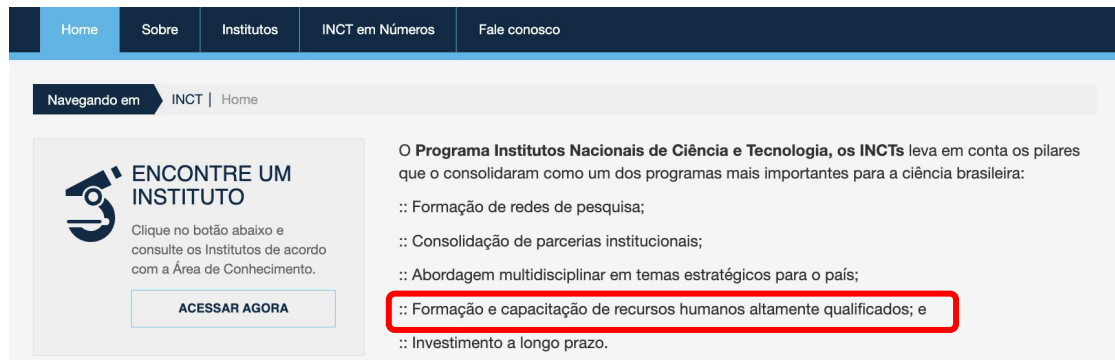 Home Sobre Institutos INCT em Números Fale conosco
Navegando em INCT | Home
ENCONTRE UM
INSTITUTO
Clique no botão abaixo e
consulte os Institutos de acordo
com a Área de Conhecimento.
ACESSAR AGORA
O Programa Institutos Nacionais de Ciência e Tecnologia, os INCTs leva em conta os pilares
que o consolidaram como um dos programas mais importantes para a ciência brasileira:
:: Formação de redes de pesquisa;
:: Consolidação de parcerias institucionais;
:: Abordagem multidisciplinar em temas estratégicos para o país;
:: Formação e capacitação de recursos humanos altamente qualificados; e
:: Investimento a longo prazo.